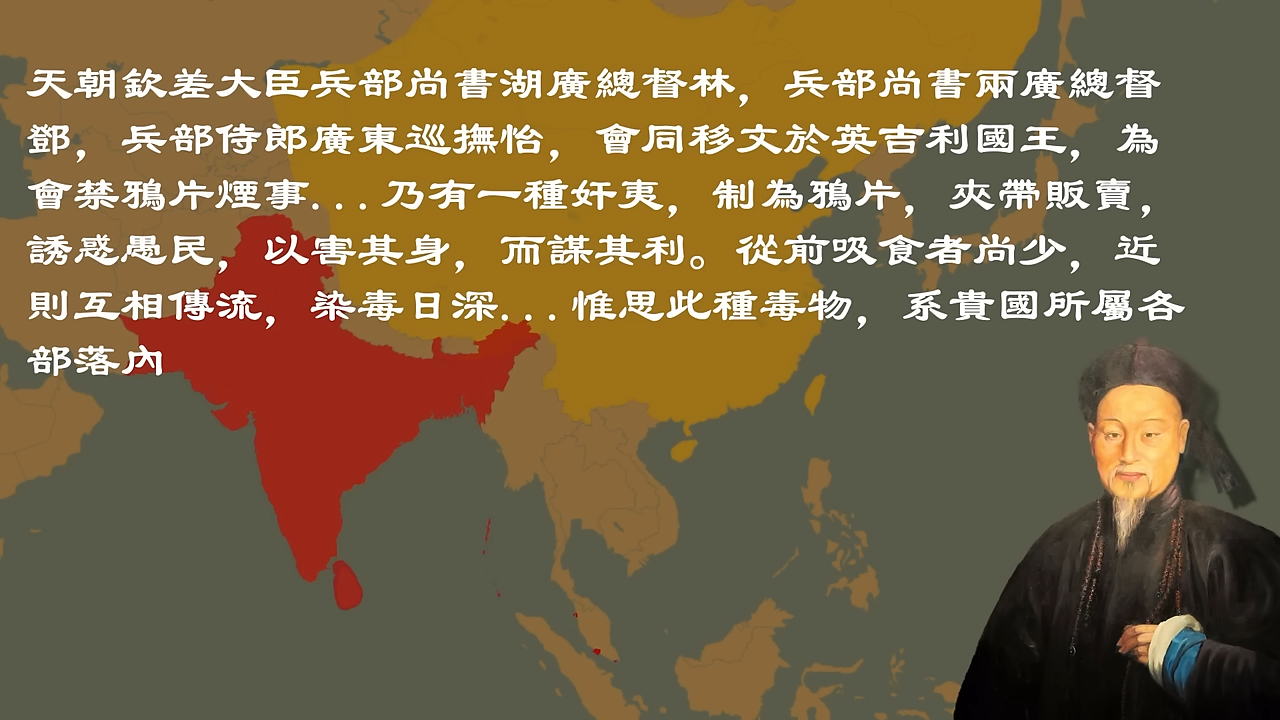 天朝欽差大臣兵部尚書湖廣總督林，兵部尚書兩廣總督
鄧，兵部侍郎廣東巡撫怡，會同移文於英吉利國王，為
會禁鴉片煙事...乃有一種奸夷，制為鴉片，夾帶販賣，
誘惑愚民，以害其身，而謀其利。從前吸食者尚少，近
則互相傳流，染毒日深...惟思此種毒物，系貴國所屬各
部落內